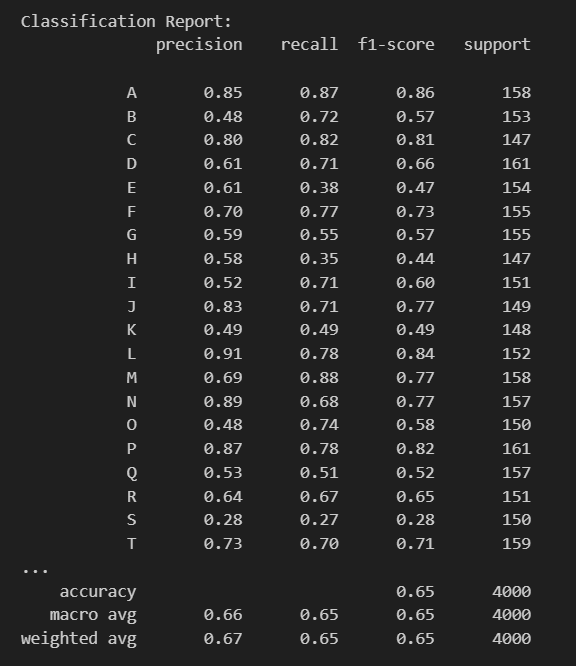 Classification Report:
precision recall f1-score support
A 0.85 0.87 0.86 158
B 0.48 0.72 0.57 153
C 0.80 0.82 0.81 147
D 0.61 0.71 0.66 161
E 0.61 0.38 0.47 154
F 0.70 0.77 0.73 155
G 0.59 0.55 0.57 155
H 0.58 0.35 0.44 147
I 0.52 0.71 0.60 151
J 0.83 0.71 0.77 149
K 0.49 0.49 0.49 148
L 0.91 0.78 0.84 152
M 0.69 0.88 0.77 158
N 0.89 0.68 0.77 157
O 0.48 0.74 0.58 150
P 0.87 0.78 0.82 161
Q 0.53 0.51 0.52 157
R 0.64 0.67 0.65 151
S 0.28 0.27 0.28 150
T 0.73 0.70 0.71 159
...
accuracy 0.65 4000
macro avg 0.66 0.65 0.65 4000
weighted avg 0.67 0.65 0.65 4000